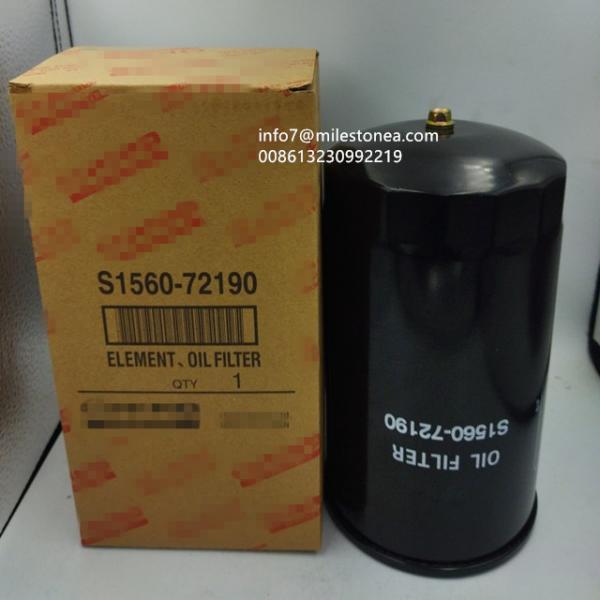 info7@milestonea.com
008613230992219
S1560-72190
ELEMENT、OIL FILTER
QTY 1
OIL FILTER
S1560-72190